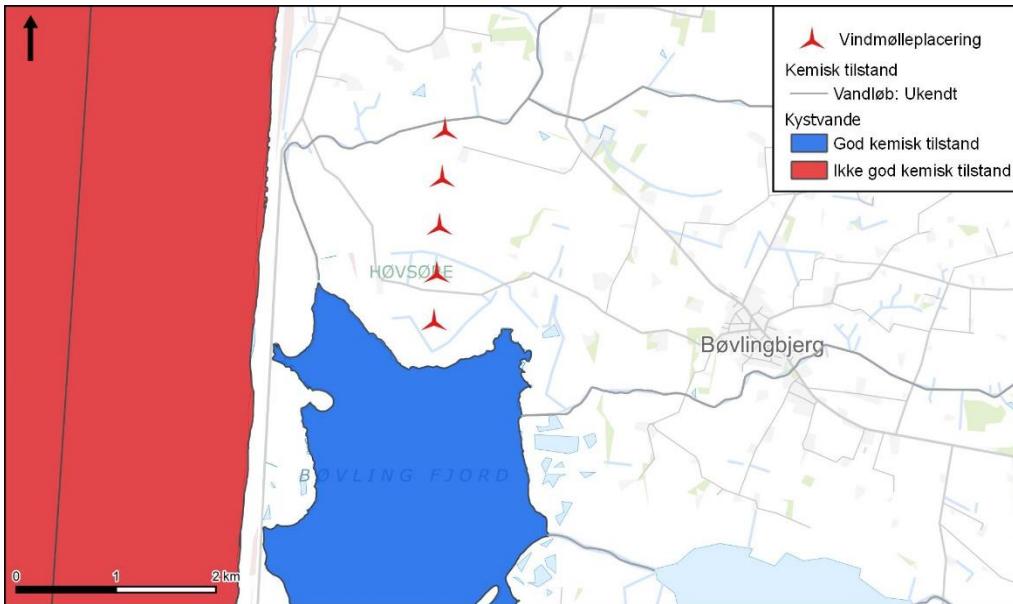 Vindmølleplacering
Kemisk tilstand
Vandløb: Ukendt
Kystvande
God kemisk tilstand
Ikke god kemisk tilstand
HØVSØRE
Bøvlingbjerg
BØVLING FJORD
0 1 2 km